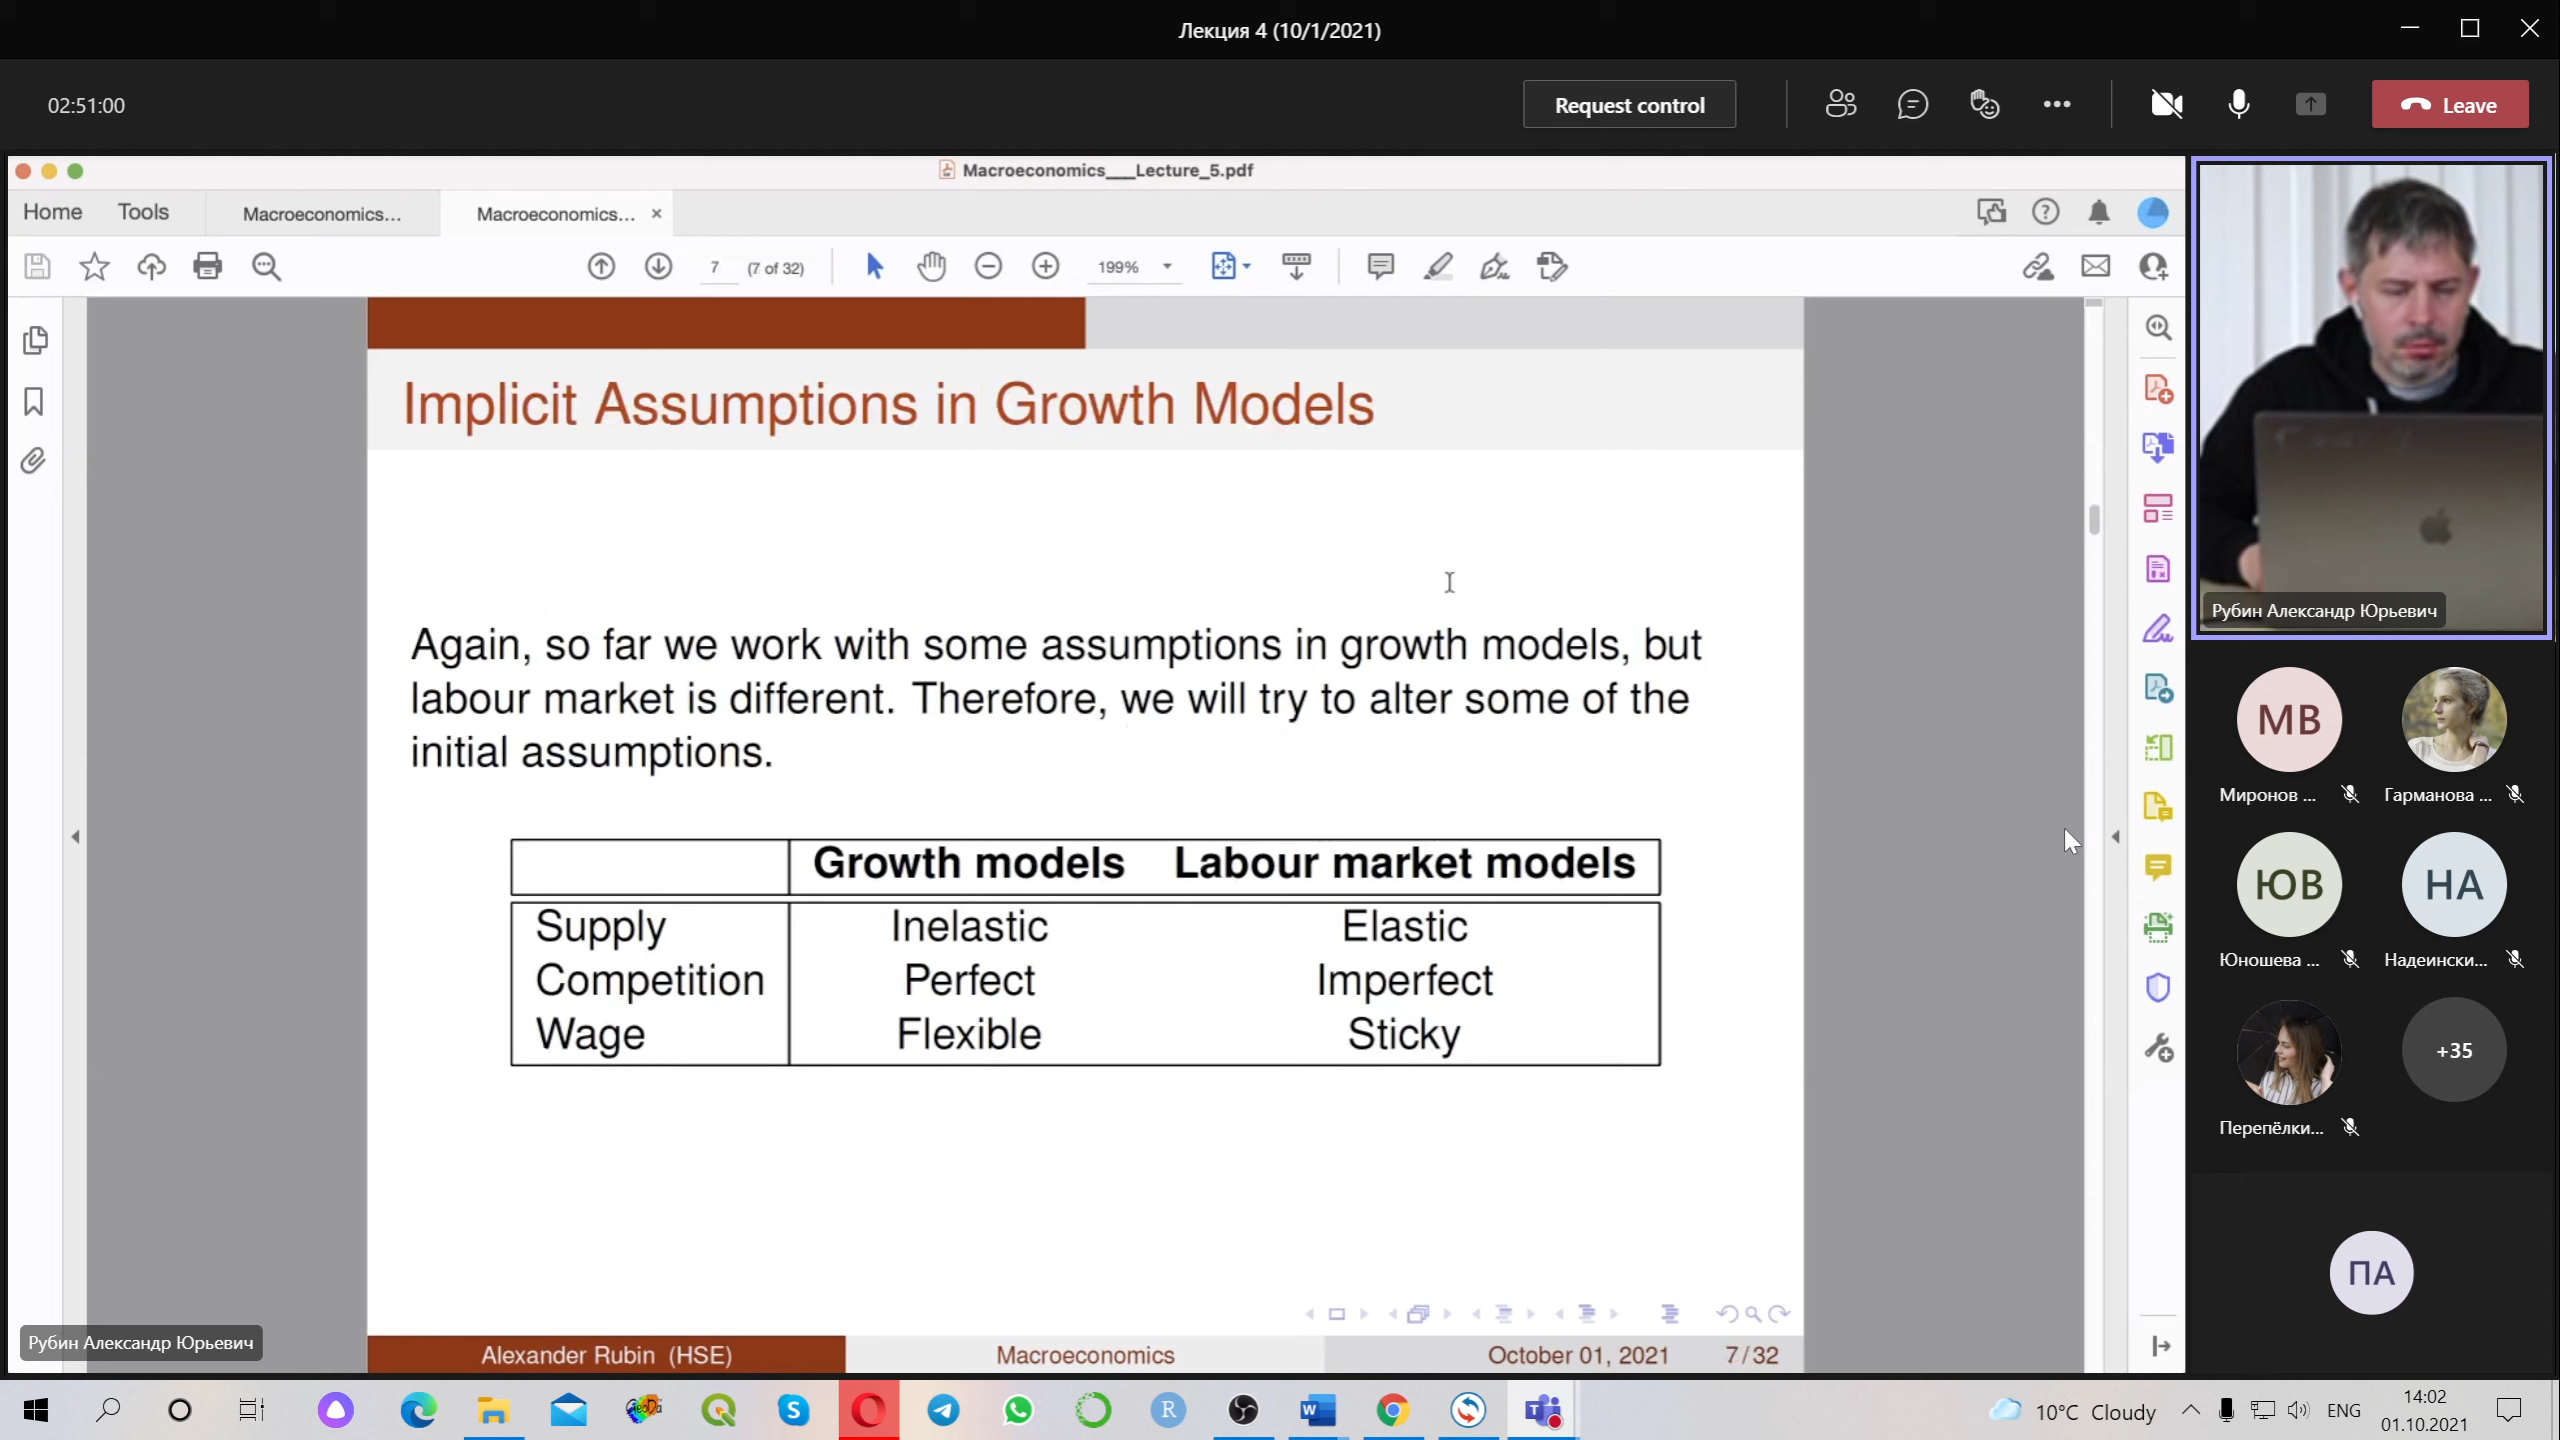 Лекция 4 (10/1/2021)
02:51:00
Request control
Leave
Macroeconomics___Lecture_5.pdf
Home
Tools
Macroeconomics...
Macroeconomics...
7
(7 of 32)
199%
Implicit Assumptions in Growth Models
Again, so far we work with some assumptions in growth models, but
labour market is different. Therefore, we will try to alter some of the
initial assumptions.
Growth models Labour market models
Supply Inelastic Elastic
Competition Perfect Imperfect
Wage Flexible Sticky
Alexander Rubin (HSE)
Macroeconomics
October 01, 2021
7/32
Рубин Александр Юрьевич
Рубин Александр Юрьевич
МВ
Миронов ...
Гарманова ...
ЮВ
НА
Юношева ...
Надеински...
+35
Перепёлки...
ПА
GeoDa
10°C Cloudy
ENG
14:02
01.10.2021